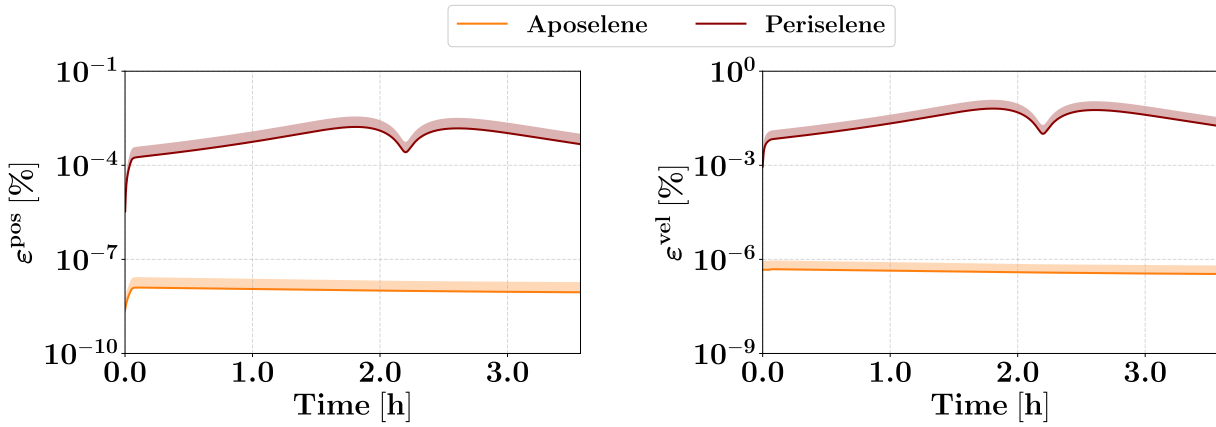 Aposelene Periselene
ε^pos [%]
10^−1
10^−4
10^−7
10^−10
0.0 1.0 2.0 3.0
Time [h]
ε^vel [%]
10^0
10^−3
10^−6
10^−9
0.0 1.0 2.0 3.0
Time [h]